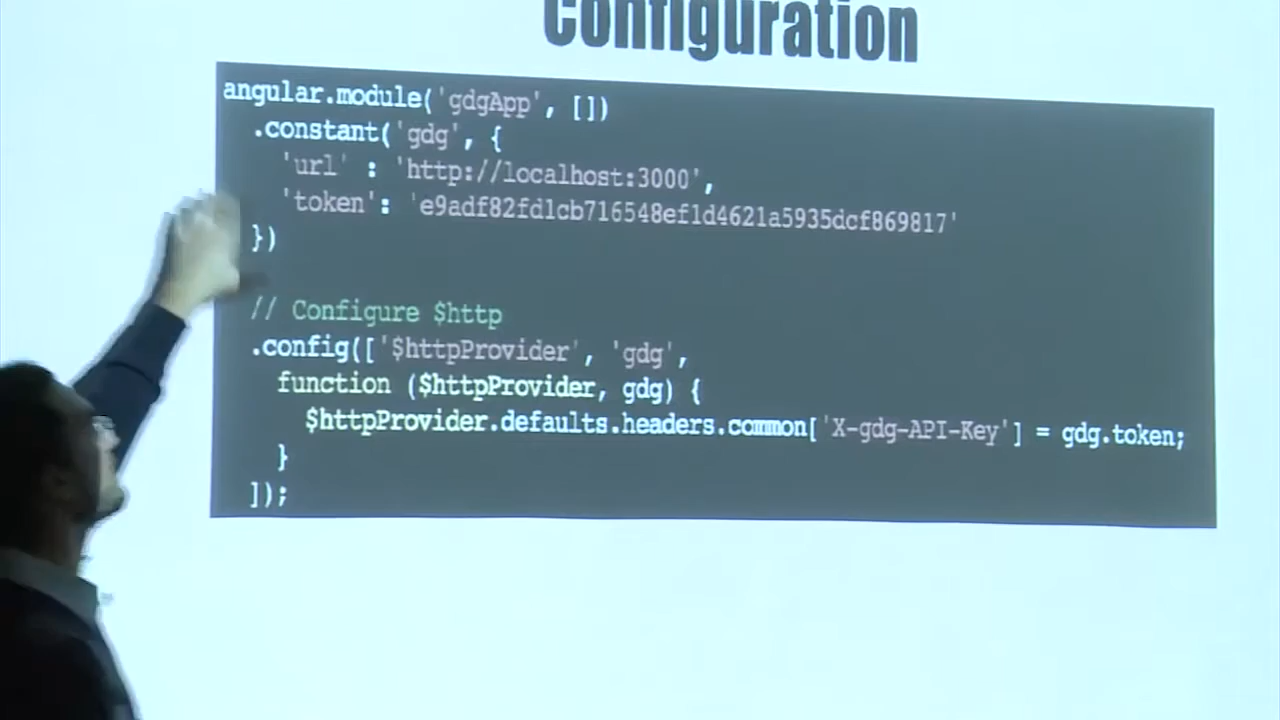 Configuration
angular.module('gdgApp', [])
.constant('gdg', {
'url' : 'http://localhost:3000',
'token': 'e9adf82fd1cb716548ef1d4621a5935dcf869817'
})
// Configure $http
.config(['$httpProvider', 'gdg',
function ($httpProvider, gdg) {
$httpProvider.defaults.headers.common['X-gdg-API-Key'] = gdg.token;
}
]);